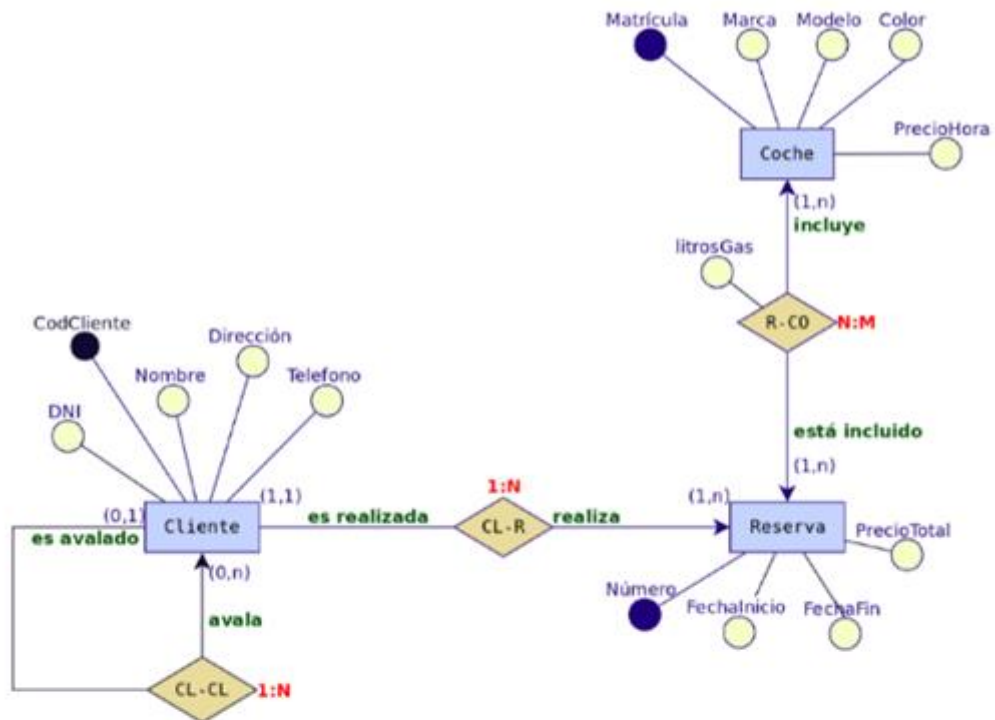 Matrícula
Marca
Modelo
Color
Coche
PrecioHora
(1,n)
incluye
litrosGas
R-CO
N:M
está incluido
(1,n)
CodCliente
Dirección
Nombre
Telefono
DNI
(0,1)
es avalado
Cliente
(1,1)
es realizada
1:N
CL-R
realiza
(1,n)
Reserva
PrecioTotal
Número
FechaInicio
FechaFin
(0,n)
avala
CL-CL
1:N